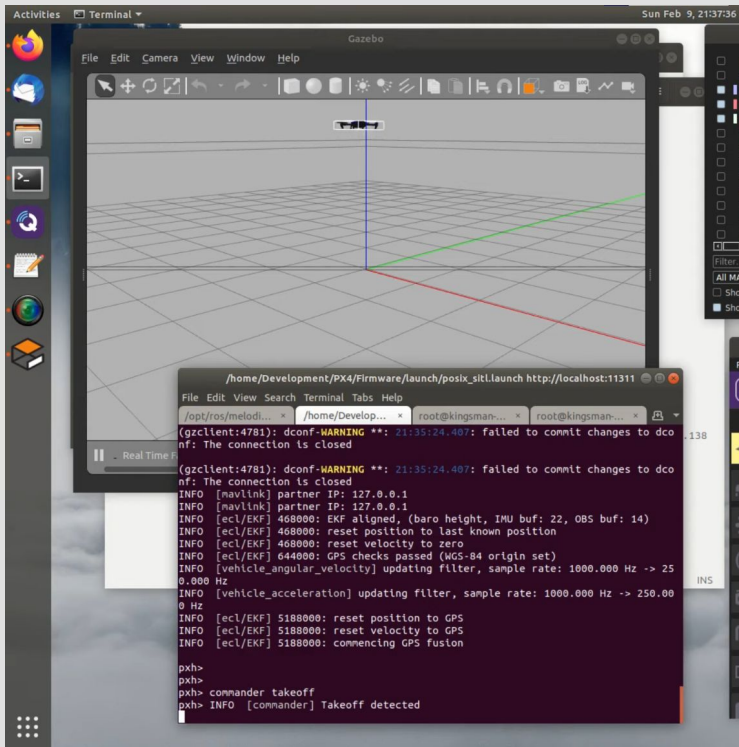 Activities Terminal Sun Feb 9, 21:37:36
Gazebo
File Edit Camera View Window Help
Filter.
All MA
Sho
Sho
/home/Development/PX4/Firmware/launch/posix_sitl.launch http://localhost:11311
File Edit View Search Terminal Tabs Help
/opt/ros/melodi... × /home/Develop... × root@kingsman-... × root@kingsman-... ×
.138
Real Time F
(gzclient:4781): dconf-WARNING **: 21:35:24.407: failed to commit changes to dco
nf: The connection is closed
(gzclient:4781): dconf-WARNING **: 21:35:24.407: failed to commit changes to dco
nf: The connection is closed
INFO [mavlink] partner IP: 127.0.0.1
INFO [mavlink] partner IP: 127.0.0.1
INFO [ecl/EKF] 468000: EKF aligned, (baro height, IMU buf: 22, OBS buf: 14)
INFO [ecl/EKF] 468000: reset position to last known position
INFO [ecl/EKF] 468000: reset velocity to zero
INFO [ecl/EKF] 644000: GPS checks passed (WGS-84 origin set)
INFO [vehicle_angular_velocity] updating filter, sample rate: 1000.000 Hz -> 25
0.000 Hz
INS
INFO [vehicle_acceleration] updating filter, sample rate: 1000.000 Hz -> 250.00
0 Hz
INFO [ecl/EKF] 5188000: reset position to GPS
INFO [ecl/EKF] 5188000: reset velocity to GPS
INFO [ecl/EKF] 5188000: commencing GPS fusion
pxh>
pxh>
pxh> commander takeoff
pxh> INFO [commander] Takeoff detected